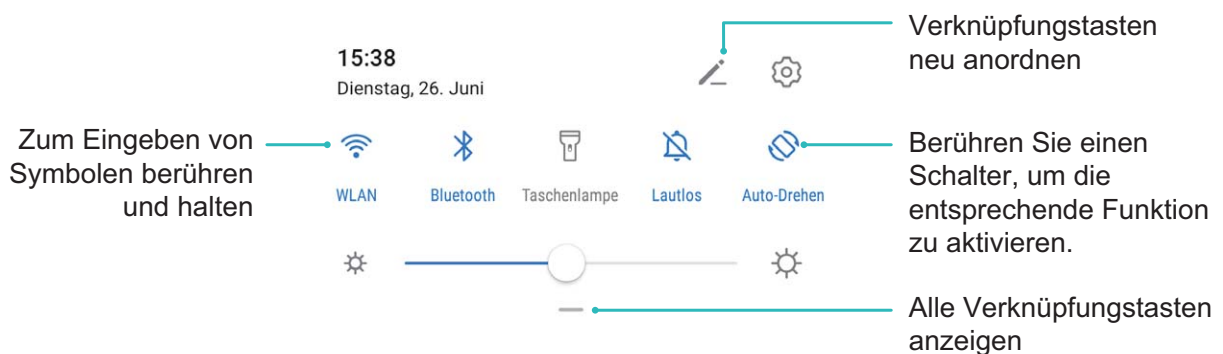 Verknüpfungstasten
neu anordnen
15:38
Dienstag, 26. Juni
Zum Eingeben von
Symbolen berühren
und halten
WLAN
Bluetooth
Taschenlampe
Lautlos
Auto-Drehen
Berühren Sie einen
Schalter, um die
entsprechende Funktion
zu aktivieren.
Alle Verknüpfungstasten
anzeigen